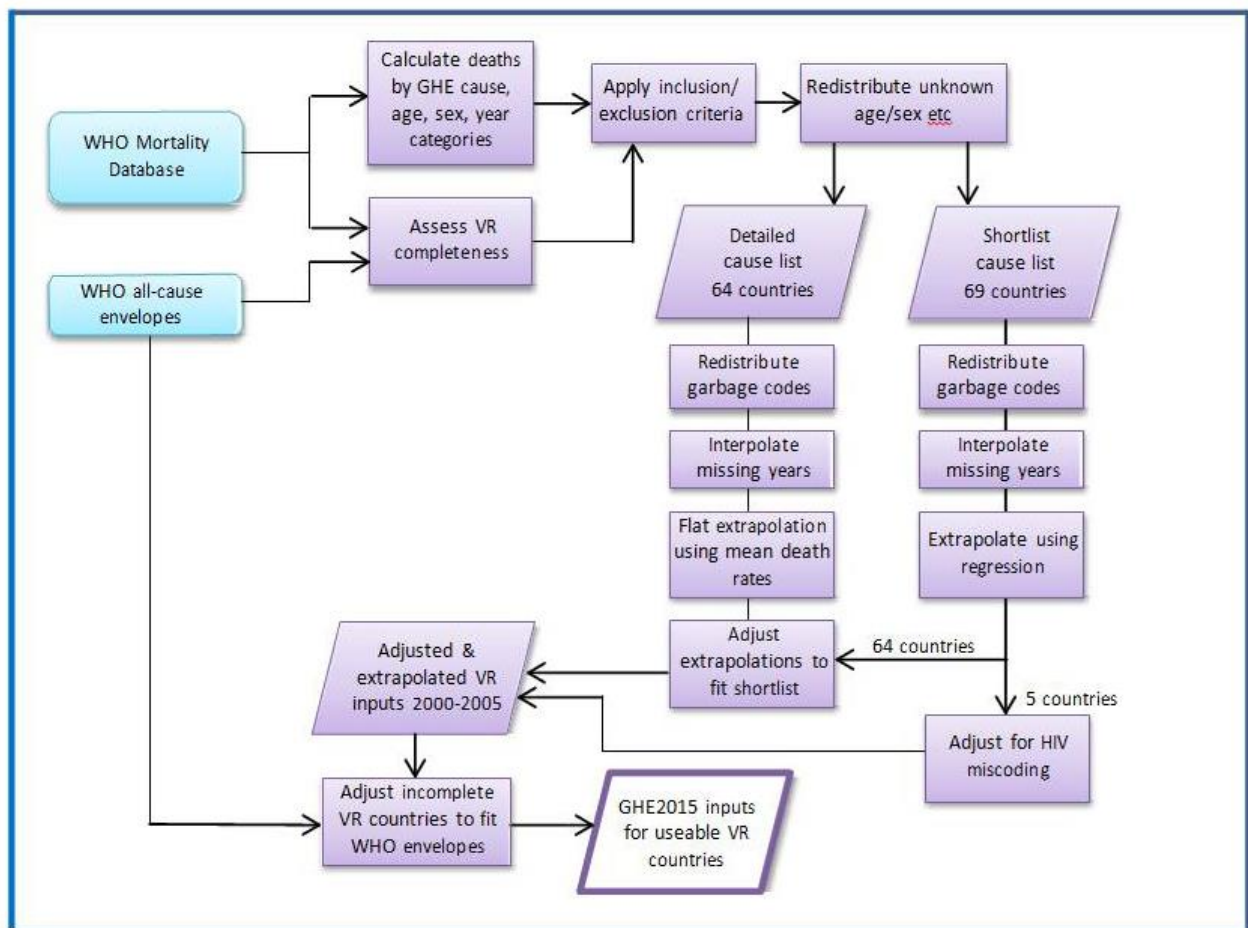 WHO Mortality
Database
WHO all-cause
envelopes
Calculate deaths
by GHE cause,
age, sex, year
categories
Assess VR
completeness
Apply inclusion/
exclusion criteria
Redistribute unknown
age/sex etc
Detailed
cause list
64 countries
Shortlist
cause list
69 countries
Redistribute
garbage codes
Redistribute
garbage codes
Interpolate
missing years
Interpolate
missing years
Flat extrapolation
using mean death
rates
Extrapolate using
regression
64 countries
Adjust
extrapolations to
fit shortlist
5 countries
Adjust for HIV
miscoding
Adjusted &
extrapolated VR
inputs 2000-2005
Adjust incomplete
VR countries to fit
WHO envelopes
GHE2015 inputs
for useable VR
countries